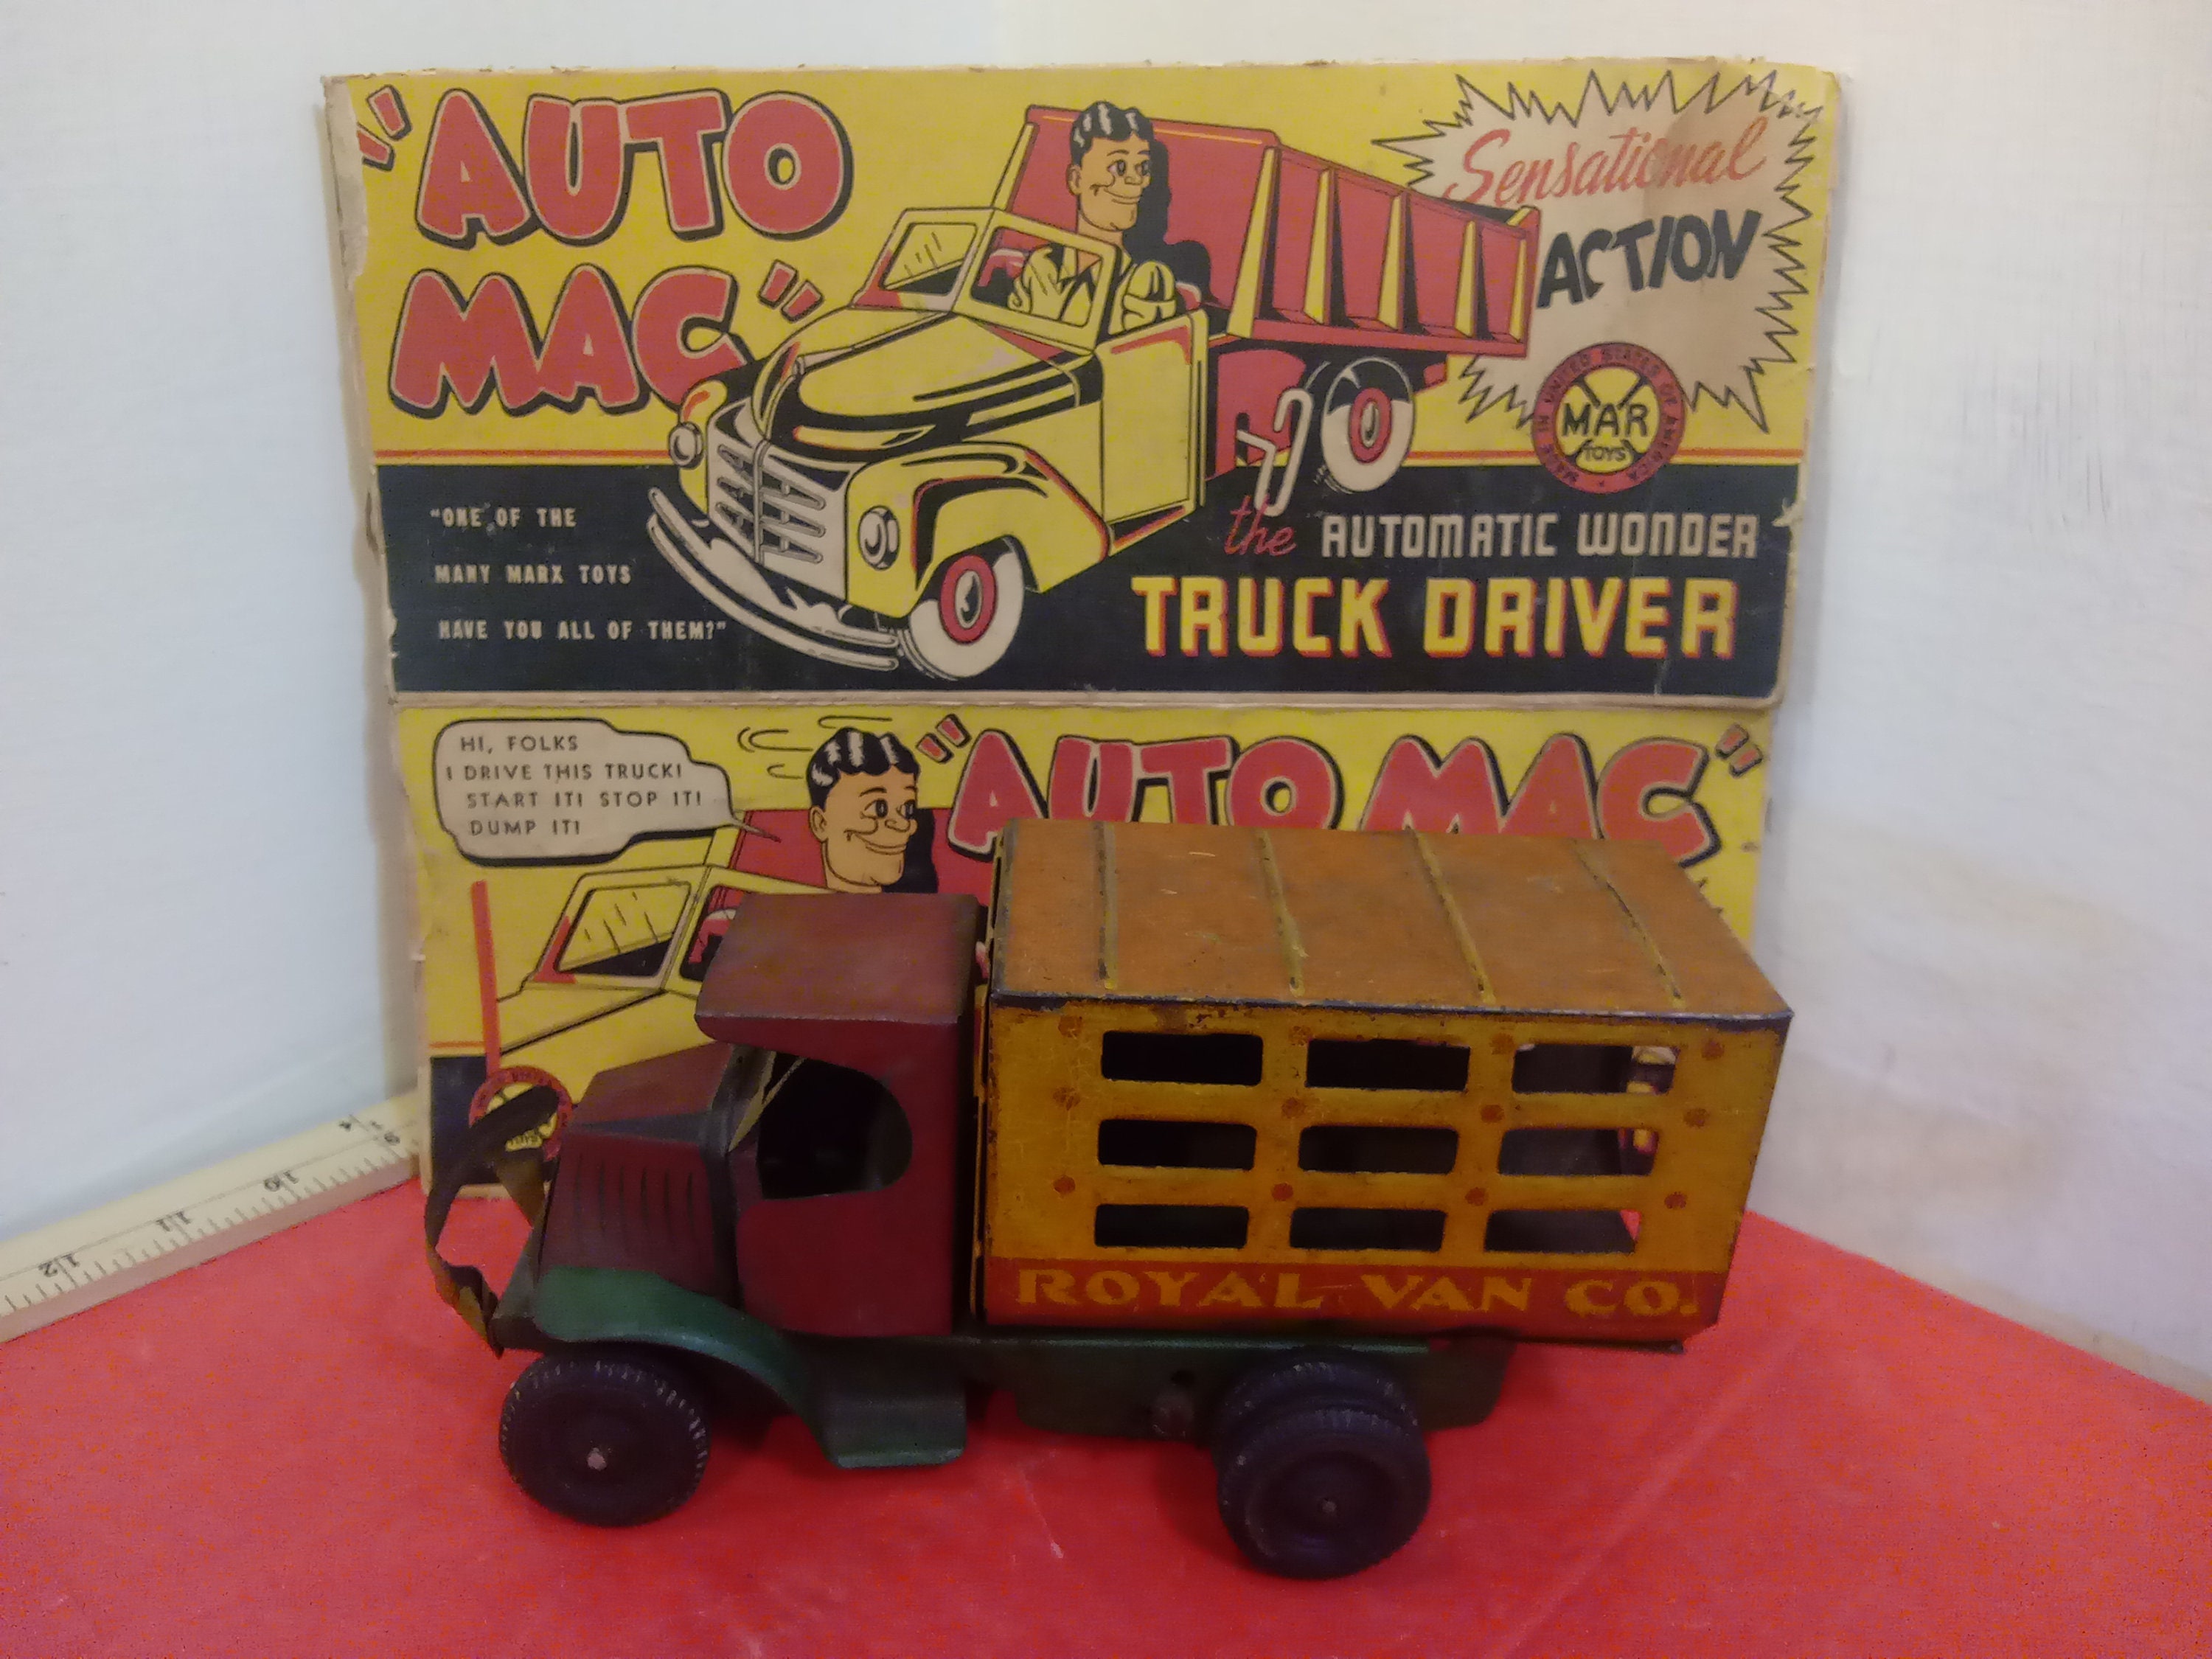 "AUTO
MAC"
Sensational
ACTION
MADE IN UNITED STATES OF AMERICA
MAR
TOYS
"ONE OF THE
MANY MARX TOYS
HAVE YOU ALL OF THEM?"
the AUTOMATIC WONDER
TRUCK DRIVER
HI, FOLKS
I DRIVE THIS TRUCK!
START IT! STOP IT!
DUMP IT!
"AUTO MAC"
ROYAL VAN CO.
9
10
11
12